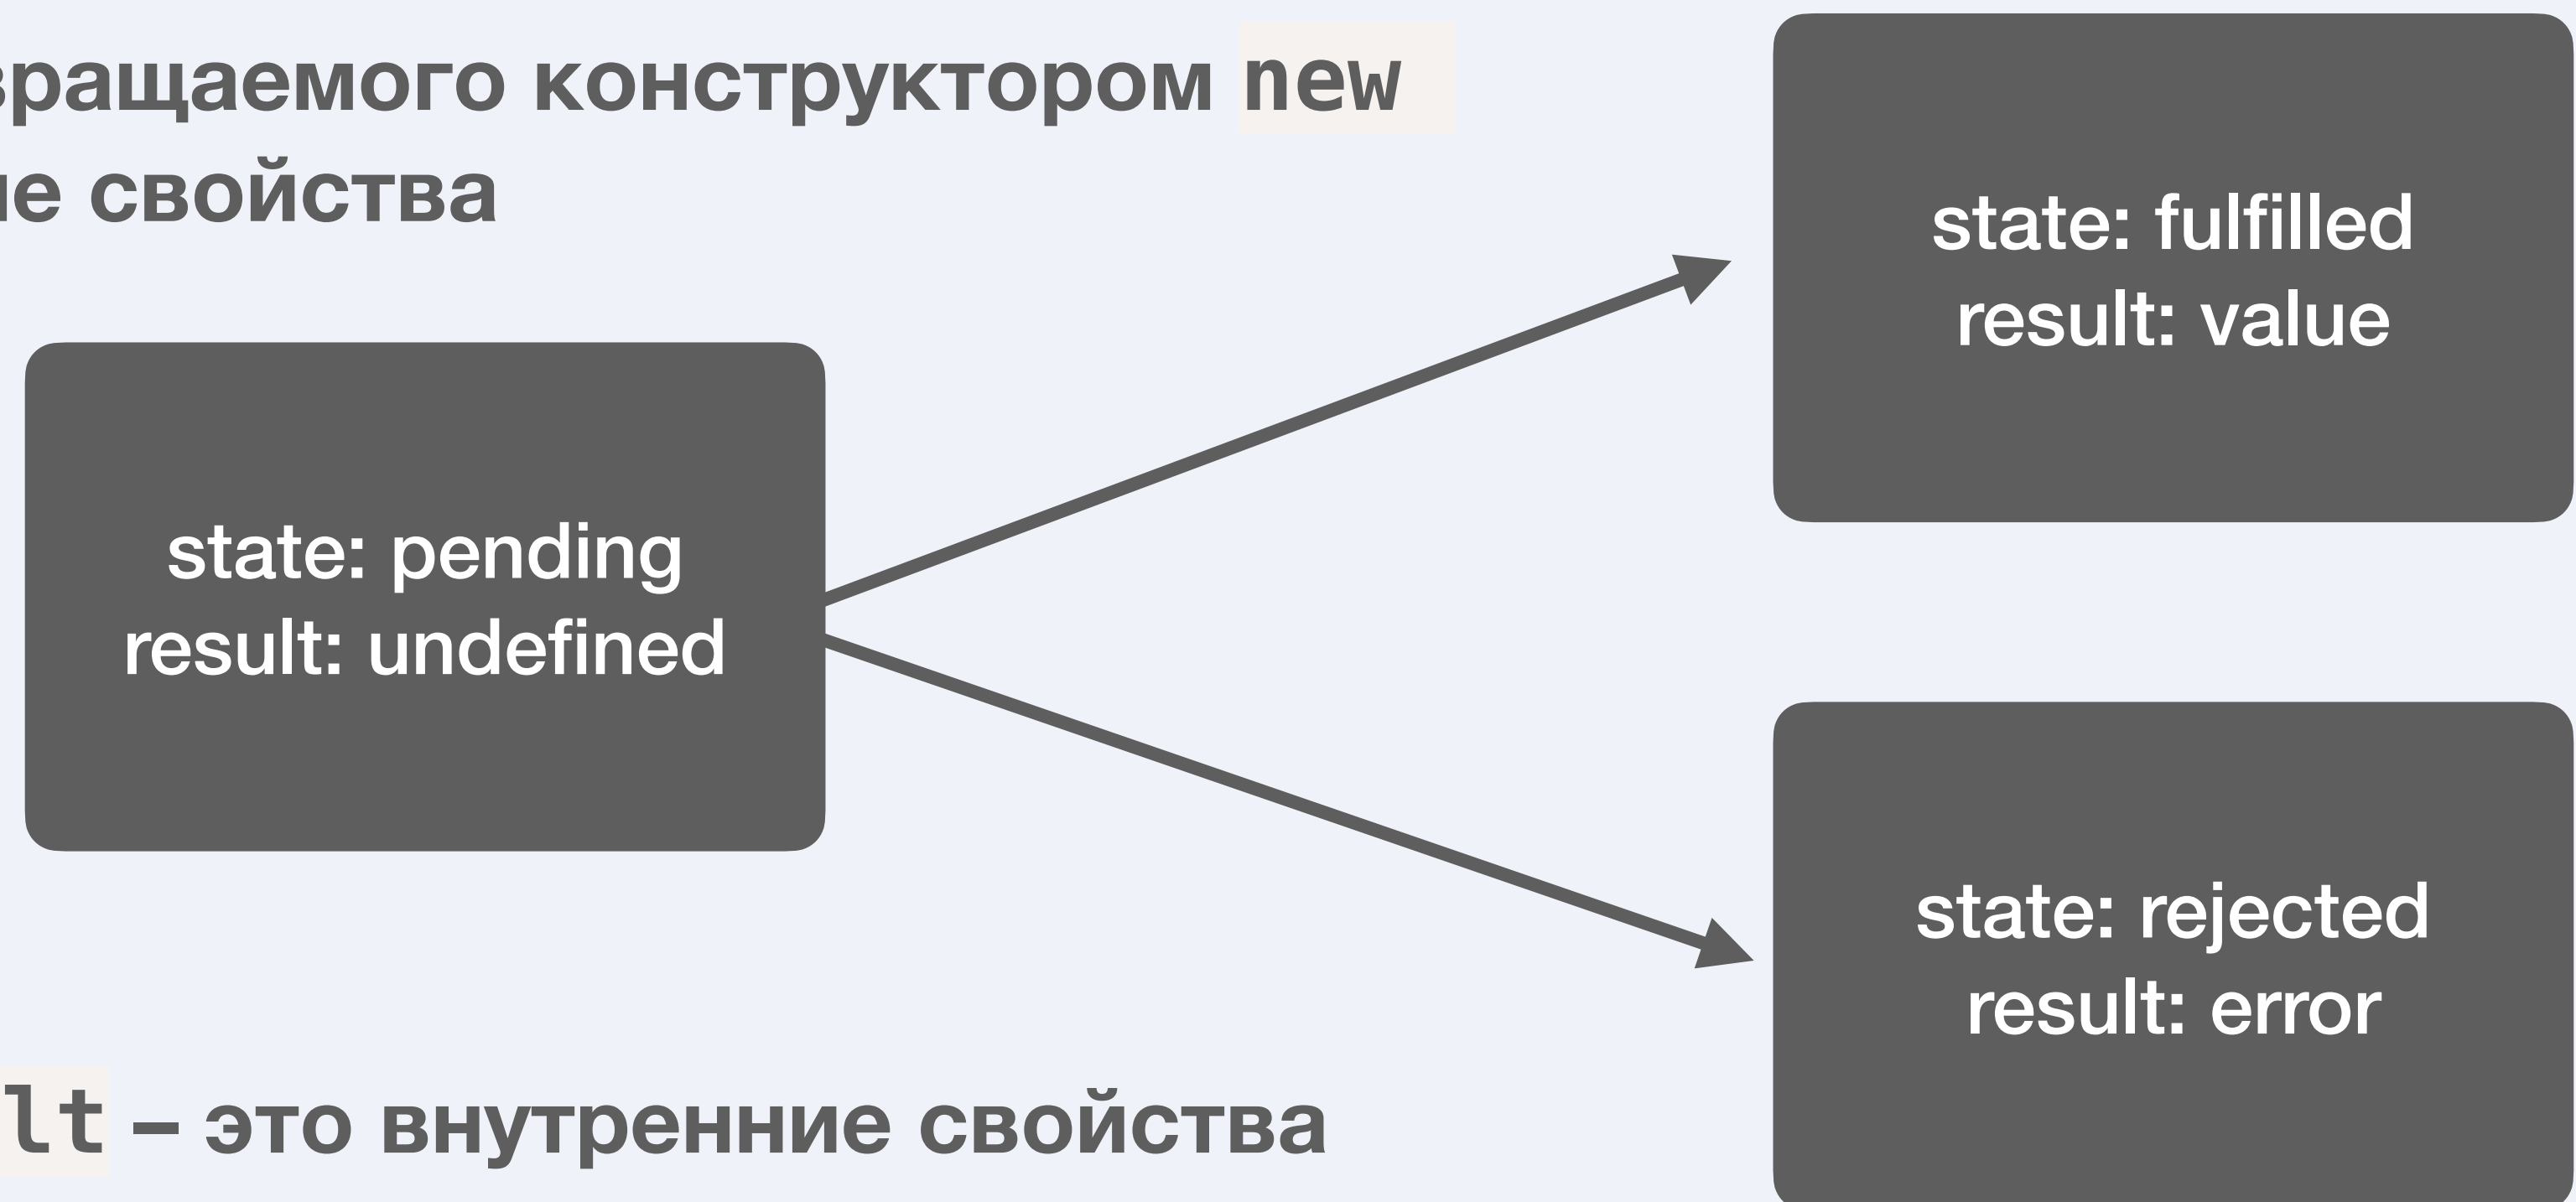 вращаемого конструктором new
ие свойства
state: fulfilled
result: value
state: pending
result: undefined
state: rejected
result: error
lt – это внутренние свойства